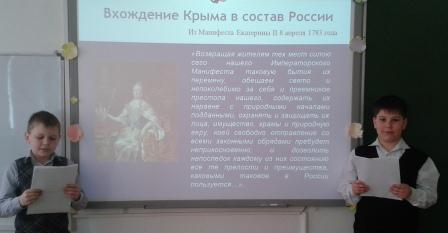 Вхождение Крыма в состав России
Из Манифеста Екатерины II 8 апреля 1783 года
«Возвращая жителям тех мест силою
сего нашего Императорского
Манифеста таковую бытия их
перемену, обещаем свято и
непоколебимо за себя и преемников
престола нашего, содержать их
наравне с природными нашими
подданными, охранять и защищать их
лица, имущество, храмы и природную
веру, коей свободное отправление со
всеми законными обрядами пребудет
неприкосновенно; и дозволить
напоследок каждому из них состоянию
все те правости и преимущества,
каковыми таковое в России
пользуется...».